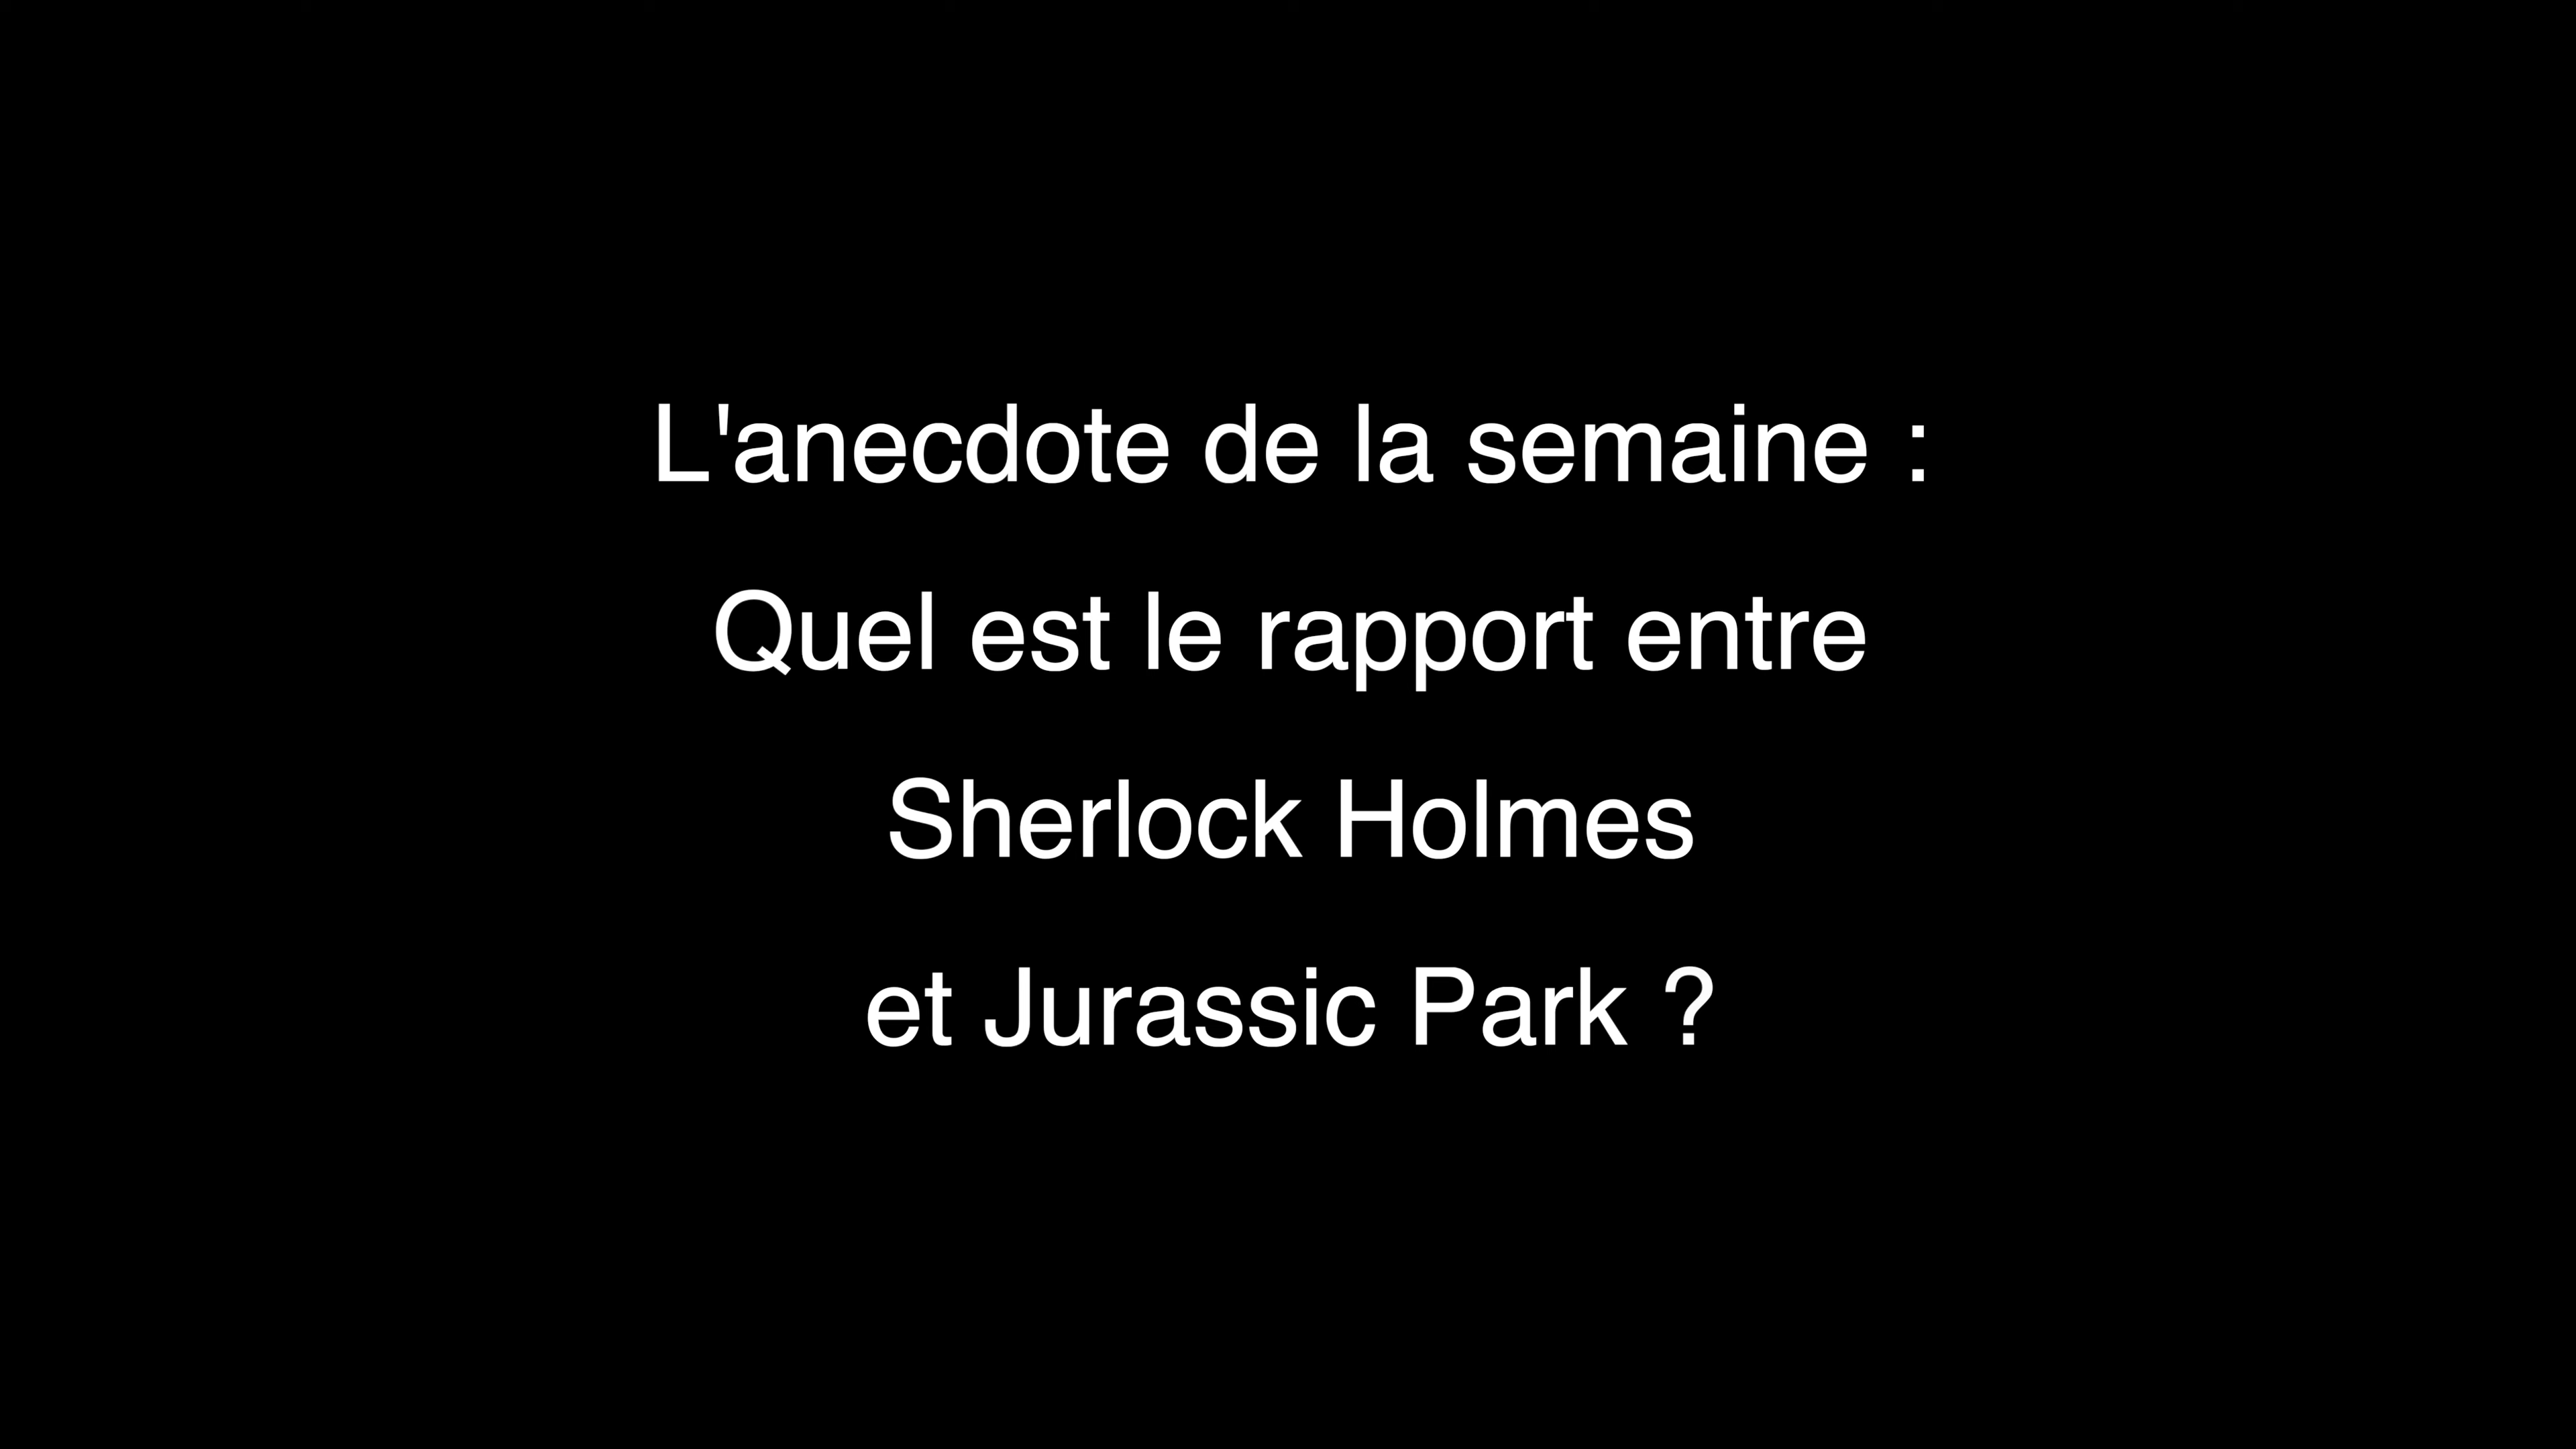 L'anecdote de la semaine :
Quel est le rapport entre
Sherlock Holmes
et Jurassic Park ?